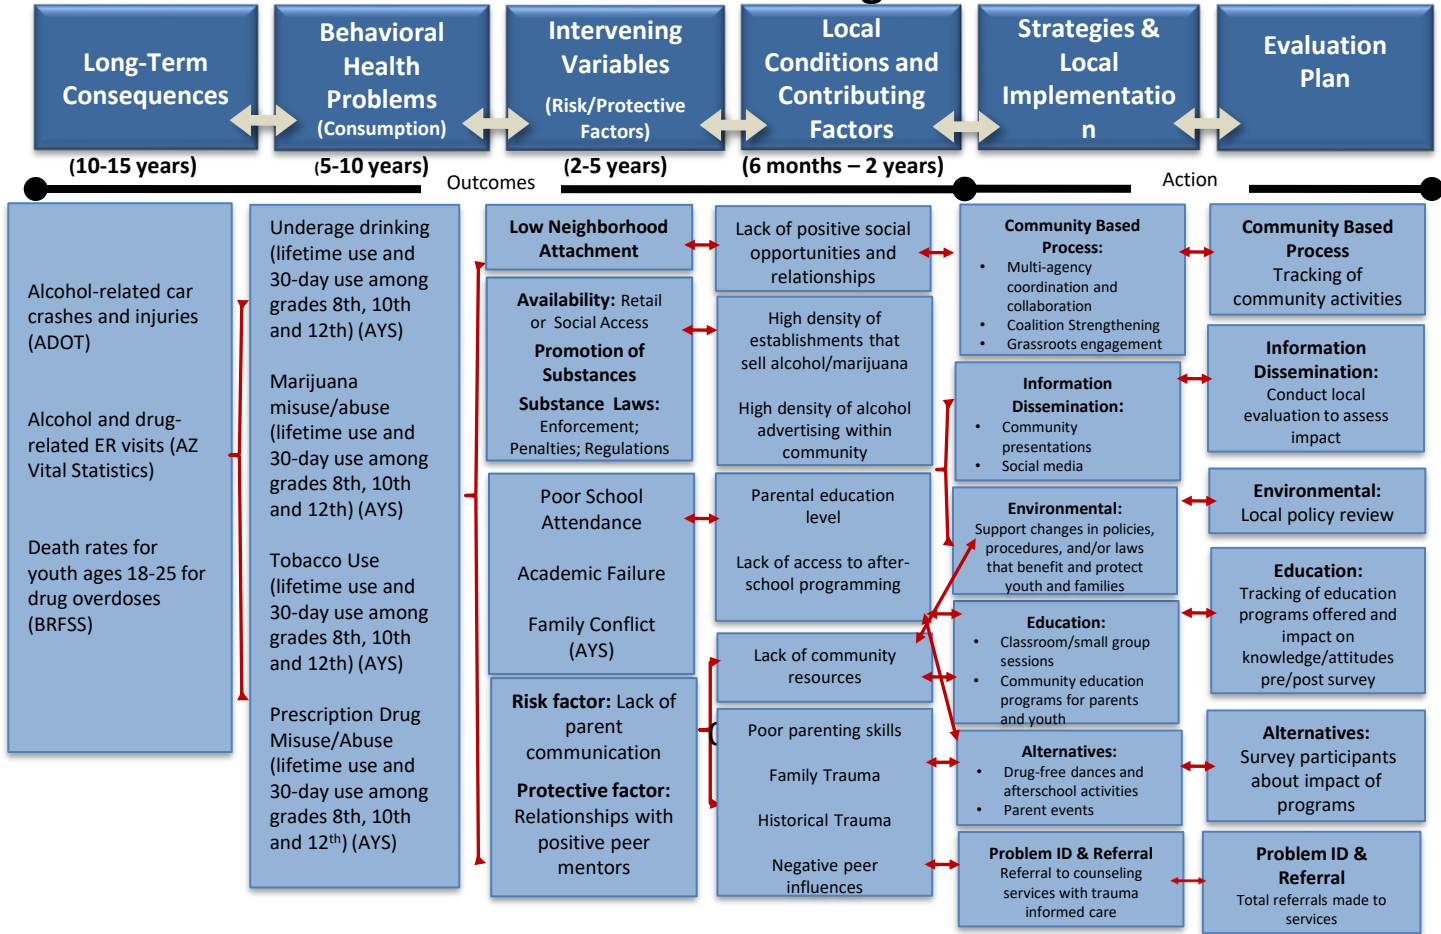 Long-Term
Consequences
Behavioral
Health
Problems
(Consumption)
Intervening
Variables
(Risk/Protective
Factors)
Local
Conditions and
Contributing
Factors
Strategies &
Local
Implementatio
n
Evaluation
Plan
(10-15 years)
(5-10 years)
(2-5 years)
(6 months – 2 years)
Outcomes
Action
Alcohol-related car
crashes and injuries
(ADOT)
Alcohol and drug-
related ER visits (AZ
Vital Statistics)
Death rates for
youth ages 18-25 for
drug overdoses
(BRFSS)
Underage drinking
(lifetime use and
30-day use among
grades 8th, 10th
and 12th) (AYS)
Marijuana
misuse/abuse
(lifetime use and
30-day use among
grades 8th, 10th
and 12th) (AYS)
Tobacco Use
(lifetime use and
30-day use among
grades 8th, 10th
and 12th) (AYS)
Prescription Drug
Misuse/Abuse
(lifetime use and
30-day use among
grades 8th, 10th
and 12th) (AYS)
Low Neighborhood
Attachment
Availability: Retail
or Social Access
Promotion of
Substances
Substance Laws:
Enforcement;
Penalties; Regulations
Poor School
Attendance
Academic Failure
Family Conflict
(AYS)
Risk factor: Lack of
parent
communication
Protective factor:
Relationships with
positive peer
mentors
Lack of positive social
opportunities and
relationships
High density of
establishments that
sell alcohol/marijuana
High density of alcohol
advertising within
community
Parental education
level
Lack of access to after-
school programming
Lack of community
resources
(
Poor parenting skills
Family Trauma
Historical Trauma
Negative peer
influences
Community Based
Process:
• Multi-agency
coordination and
collaboration
• Coalition Strengthening
• Grassroots engagement
Information
Dissemination:
• Community
presentations
• Social media
Environmental:
Support changes in policies,
procedures, and/or laws
that benefit and protect
youth and families
Education:
• Classroom/small group
sessions
• Community education
programs for parents
and youth
Alternatives:
• Drug-free dances and
afterschool activities
• Parent events
Problem ID & Referral
Referral to counseling
services with trauma
informed care
Community Based
Process
Tracking of
community activities
Information
Dissemination:
Conduct local
evaluation to assess
impact
Environmental:
Local policy review
Education:
Tracking of education
programs offered and
impact on
knowledge/attitudes
pre/post survey
Alternatives:
Survey participants
about impact of
programs
Problem ID &
Referral
Total referrals made to
services